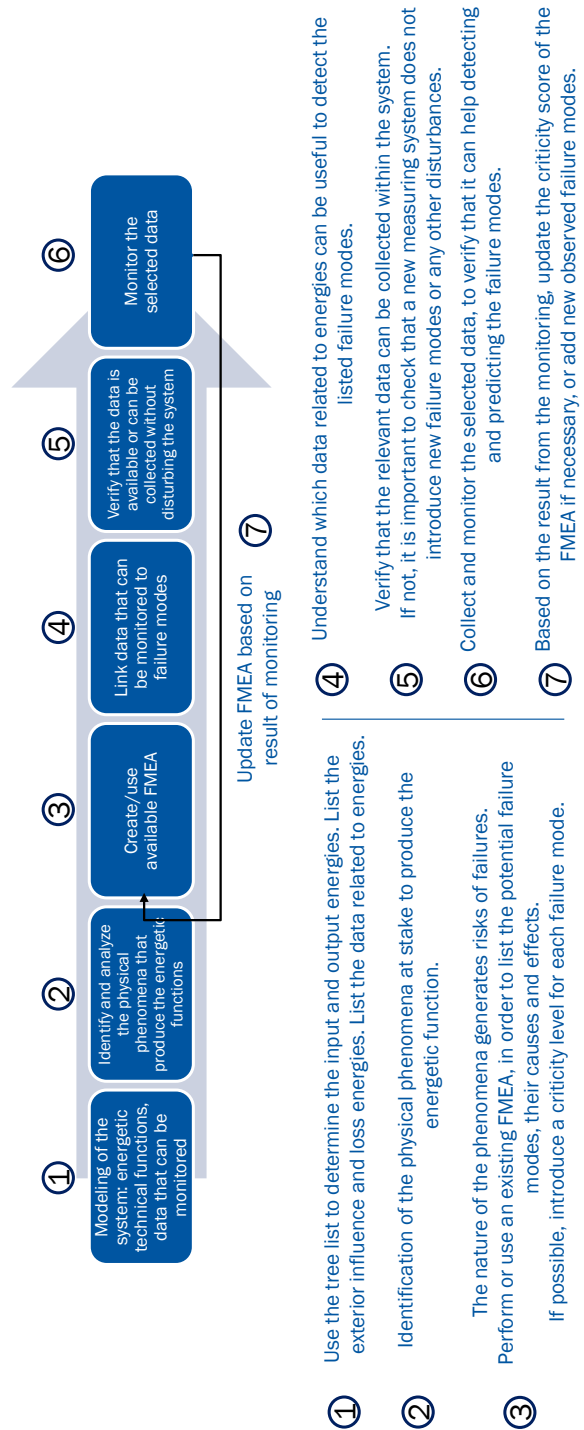 ①
②
③
④
⑤
⑥
Modeling of the
system: energetic
technical functions,
data that can be
monitored
Identify and analyze
the physical
phenomena that
produce the energetic
functions
Create/use
available FMEA
Link data that can
be monitored to
failure modes
Verify that the data is
available or can be
collected without
disturbing the system
Monitor the
selected data
Update FMEA based on
result of monitoring
⑦
①
Use the tree list to determine the input and output energies. List the
exterior influence and loss energies. List the data related to energies.
②
Identification of the physical phenomena at stake to produce the
energetic function.
③
The nature of the phenomena generates risks of failures.
Perform or use an existing FMEA, in order to list the potential failure
modes, their causes and effects.
If possible, introduce a criticity level for each failure mode.
④
Understand which data related to energies can be useful to detect the
listed failure modes.
⑤
Verify that the relevant data can be collected within the system.
If not, it is important to check that a new measuring system does not
introduce new failure modes or any other disturbances.
⑥
Collect and monitor the selected data, to verify that it can help detecting
and predicting the failure modes.
⑦
Based on the result from the monitoring, update the criticity score of the
FMEA if necessary, or add new observed failure modes.